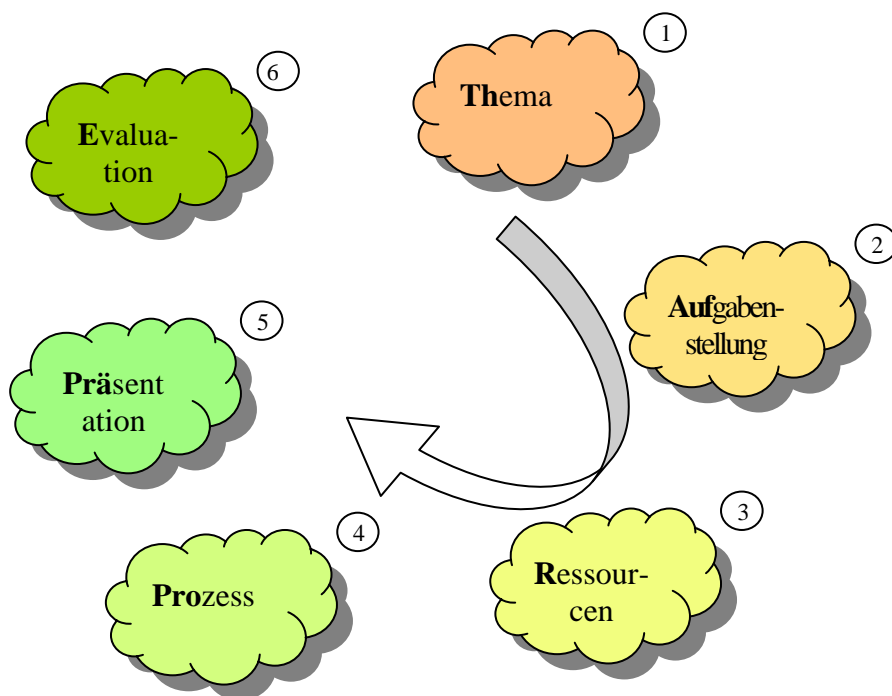 1
Thema
2
Aufgaben-
stellung
3
Ressour-
cen
4
Prozess
5
Präsent
ation
6
Evalua-
tion